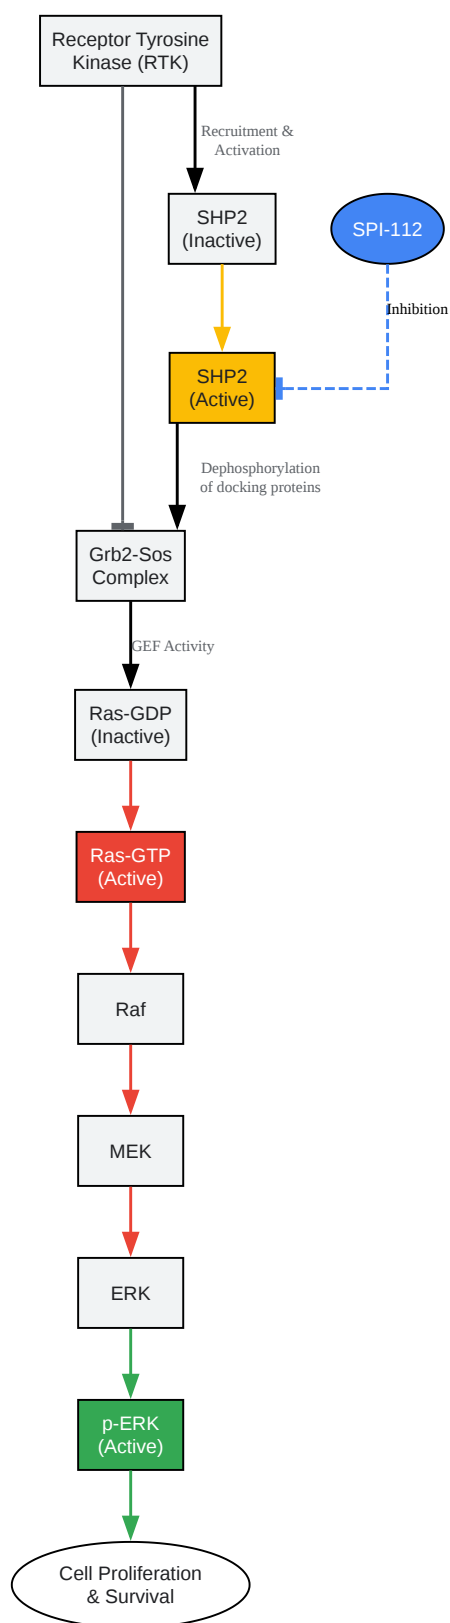 Receptor Tyrosine
Kinase (RTK)
Recruitment &
Activation
SHP2
(Inactive)
SPI-112
Inhibition
SHP2
(Active)
Dephosphorylation
of docking proteins
Grb2-Sos
Complex
GEF Activity
Ras-GDP
(Inactive)
Ras-GTP
(Active)
Raf
MEK
ERK
p-ERK
(Active)
Cell Proliferation
& Survival